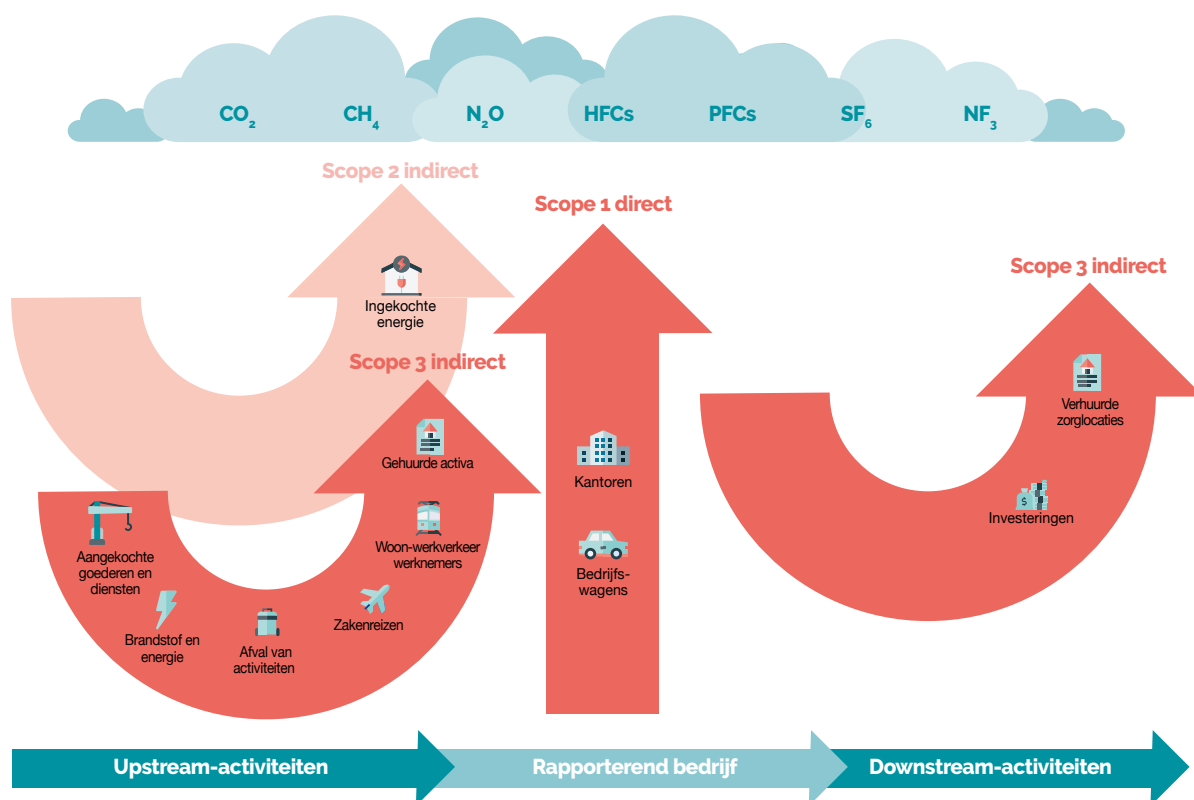 CO₂
CH₄
N₂O
HFCs
PFCs
SF₆
NF₃
Scope 2 indirect
Ingekochte
energie
Scope 3 indirect
Gehuurde activa
Woon-werkverkeer
werknemers
Zakenreizen
Afval van
activiteiten
Brandstof en
energie
Aangekochte
goederen en
diensten
Scope 1 direct
Kantoren
Bedrijfs-
wagens
Scope 3 indirect
Verhuurde
zorglocaties
$
Investeringen
Upstream-activiteiten
Rapporterend bedrijf
Downstream-activiteiten